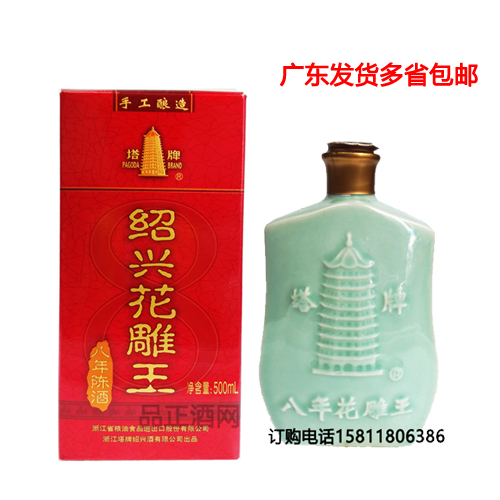 广东发货多省包邮
手工酿造
塔牌
PAGODA BRAND
®
绍兴花雕王
八年陈酒
净含量:500mL
品正酒网
浙江省粮油食品进出口股份有限公司
浙江塔牌绍兴酒有限公司出品
塔牌
八年花雕王
订购电话15811806386